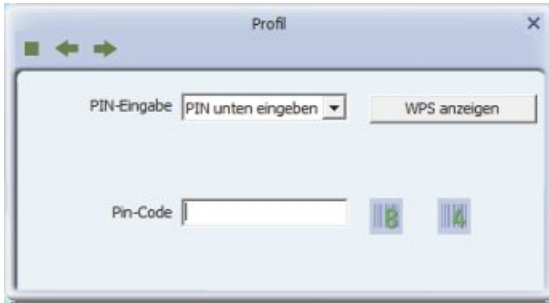 Profil
PIN-Eingabe PIN unten eingeben WPS anzeigen
Pin-Code 8 4